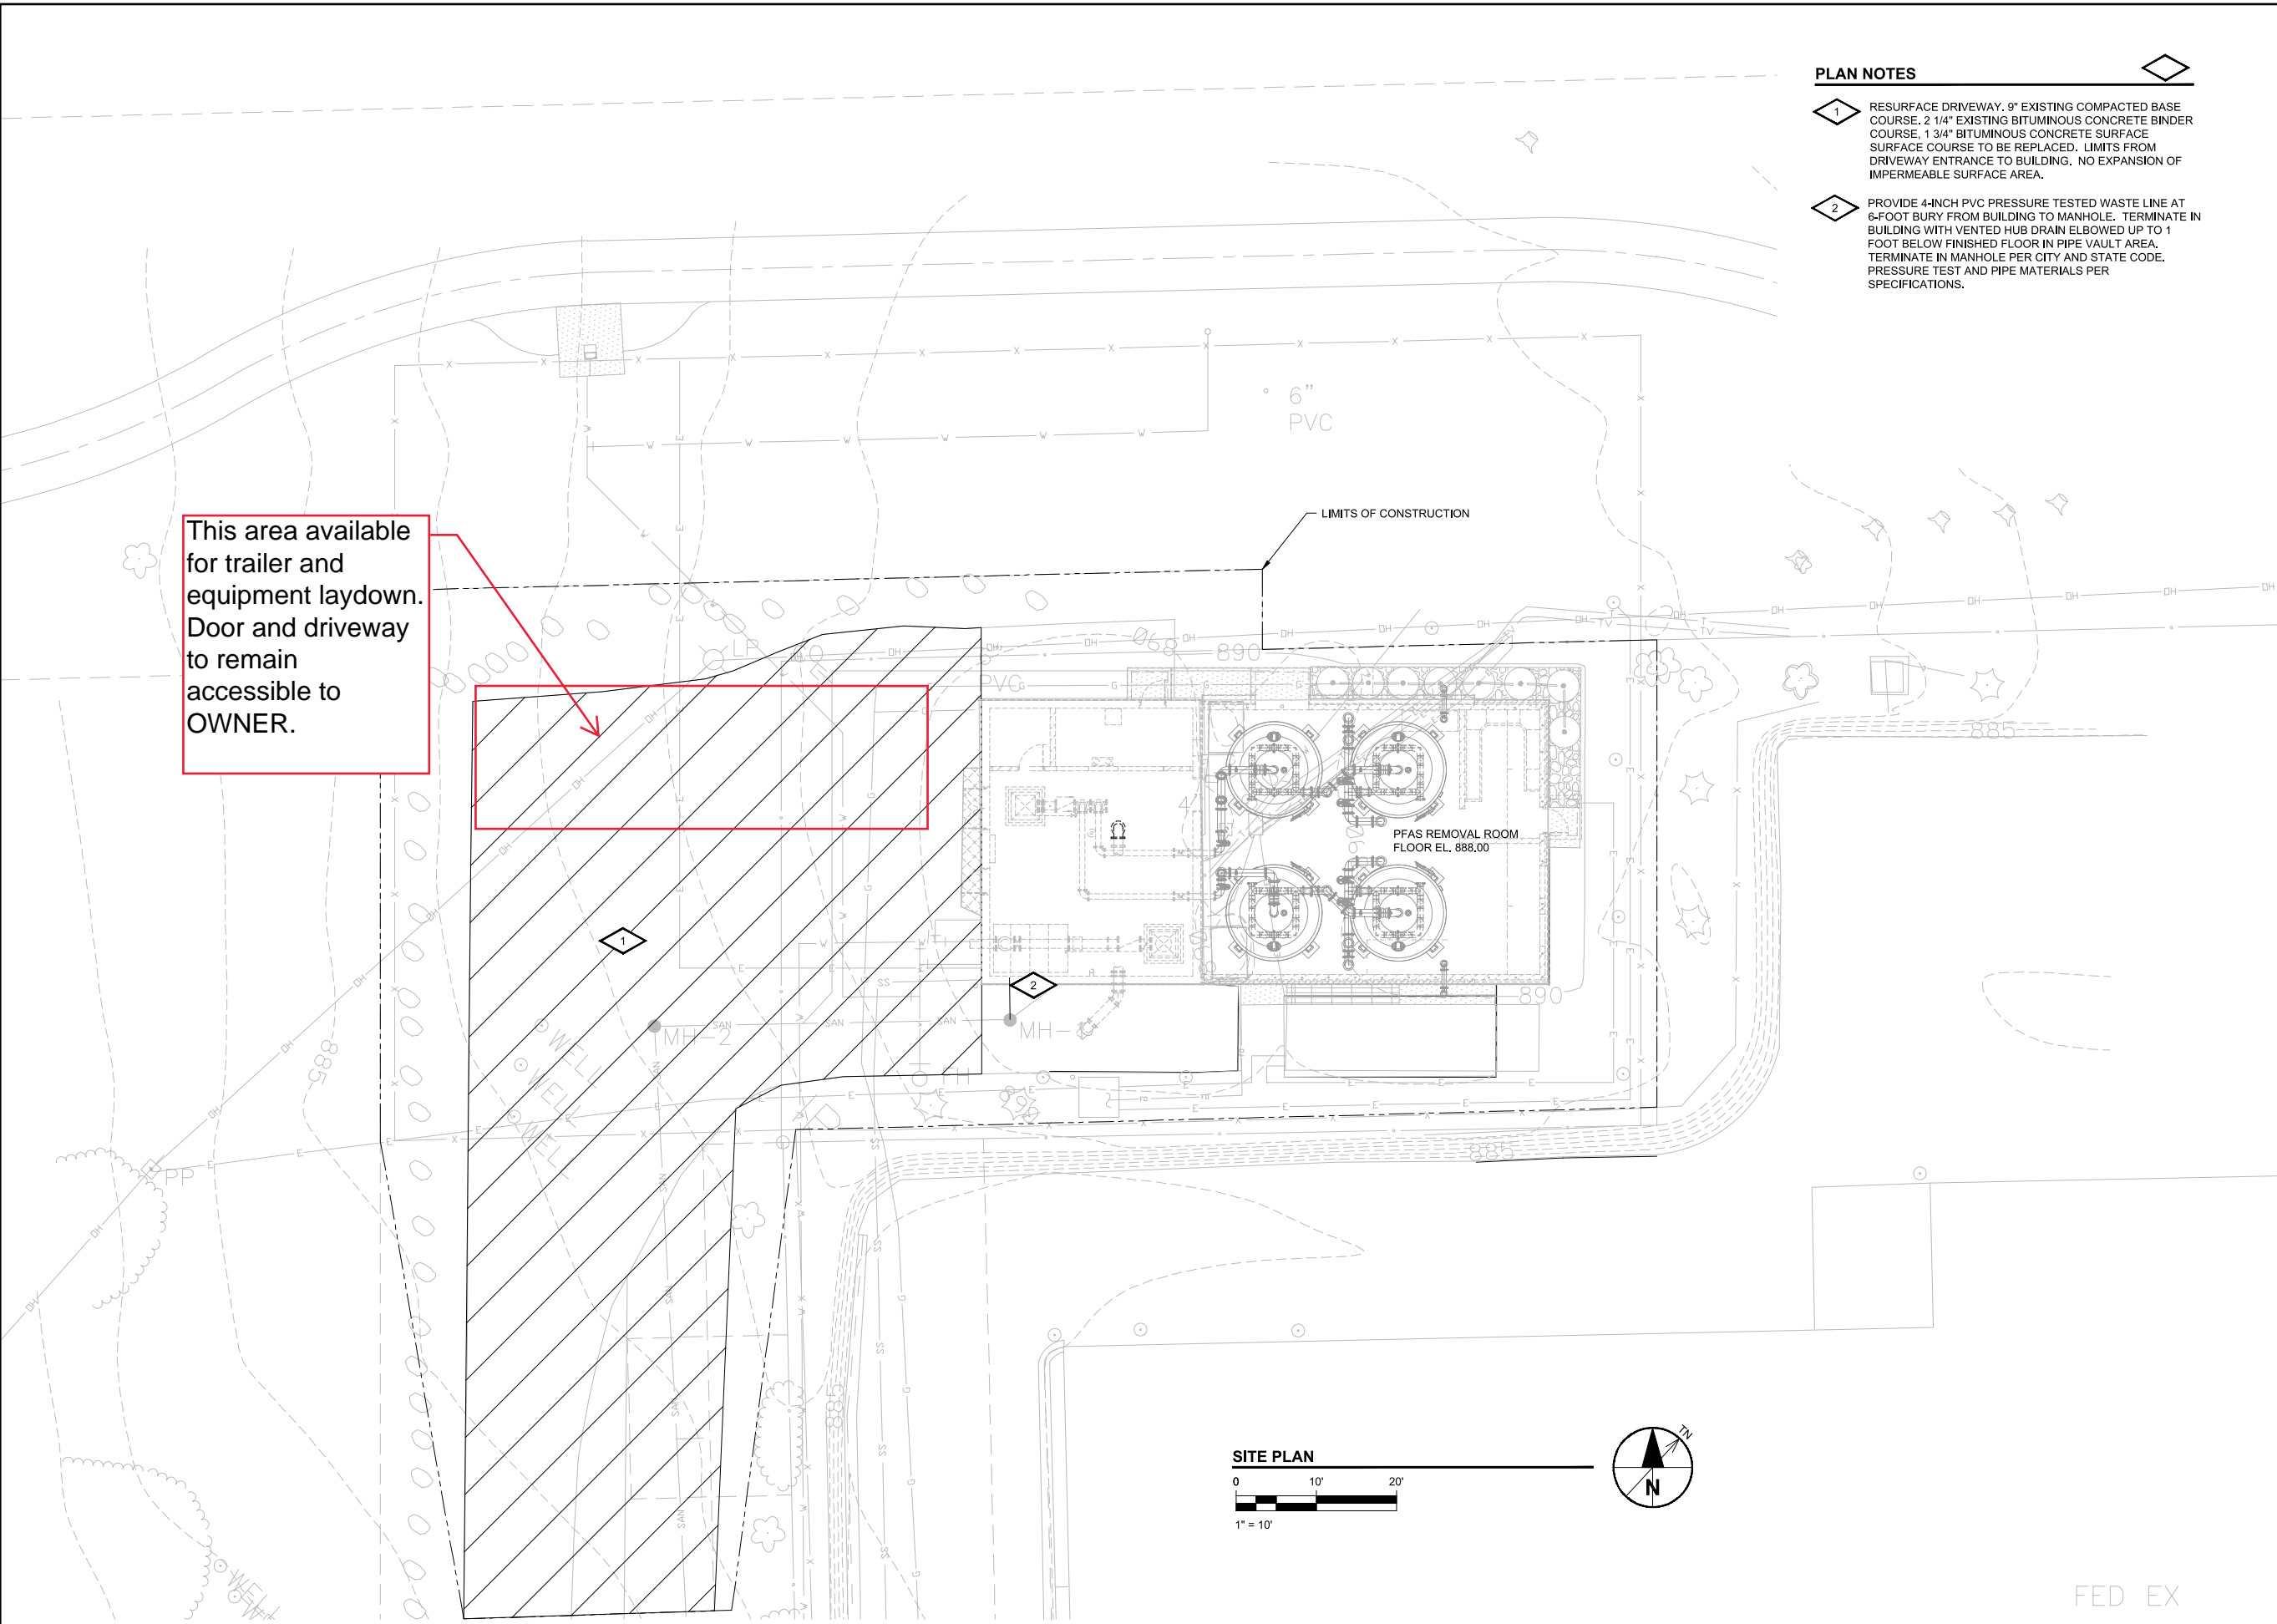 PLAN NOTES
1
RESURFACE DRIVEWAY. 9" EXISTING COMPACTED BASE
COURSE. 2 1/4" EXISTING BITUMINOUS CONCRETE BINDER
COURSE, 1 3/4" BITUMINOUS CONCRETE SURFACE
SURFACE COURSE TO BE REPLACED. LIMITS FROM
DRIVEWAY ENTRANCE TO BUILDING. NO EXPANSION OF
IMPERMEABLE SURFACE AREA.
2
PROVIDE 4-INCH PVC PRESSURE TESTED WASTE LINE AT
6-FOOT BURY FROM BUILDING TO MANHOLE. TERMINATE IN
BUILDING WITH VENTED HUB DRAIN ELBOWED UP TO 1
FOOT BELOW FINISHED FLOOR IN PIPE VAULT AREA.
TERMINATE IN MANHOLE PER CITY AND STATE CODE.
PRESSURE TEST AND PIPE MATERIALS PER
SPECIFICATIONS.
6"
PVC
LIMITS OF CONSTRUCTION
This area available
for trailer and
equipment laydown.
Door and driveway
to remain
accessible to
OWNER.
890
PVC
885
PFAS REMOVAL ROOM
FLOOR EL. 888.00
1
2
890
MH-2
MH-
885
WELL
WELL
WELL
PP
885
SITE PLAN
0 10' 20'
1" = 10'
TN
N
FED EX